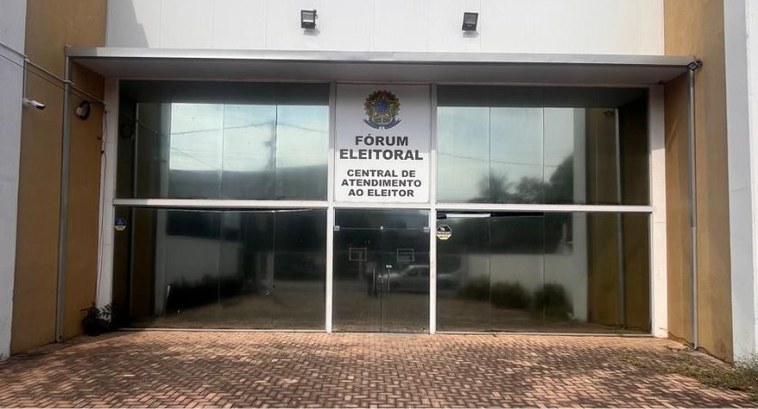 FÓRUM
ELEITORAL
CENTRAL DE
ATENDIMENTO
AO ELEITOR